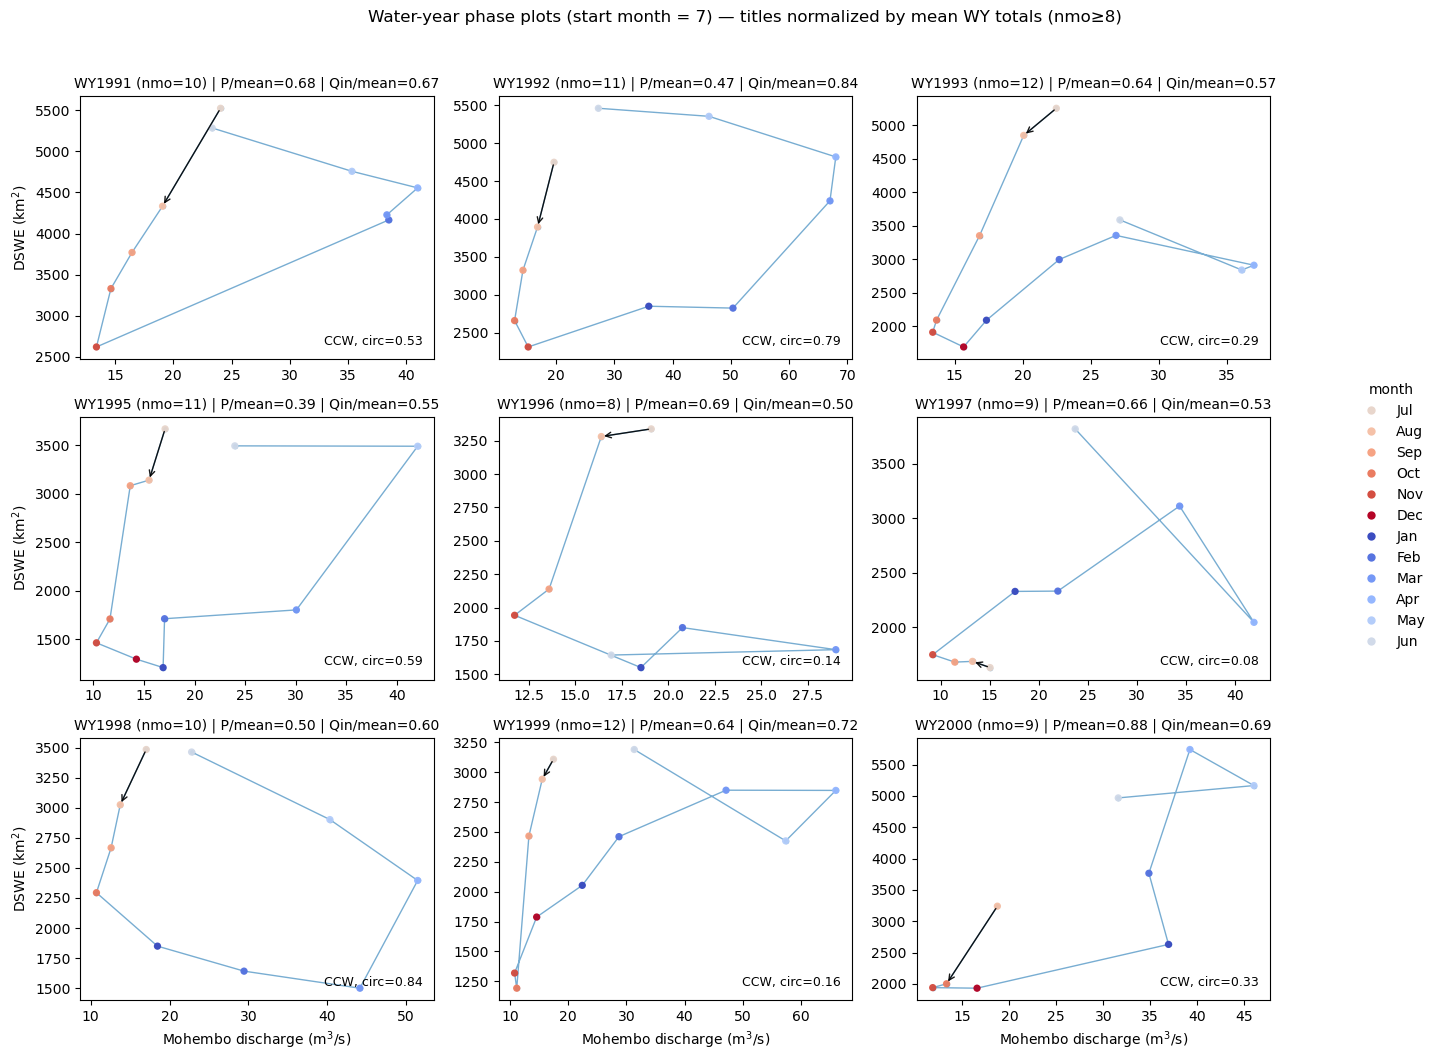 Water-year phase plots (start month = 7) — titles normalized by mean WY totals (nmo≥8)
WY1991 (nmo=10) | P/mean=0.68 | Qin/mean=0.67
DSWE (km²)
5500
5000
4500
4000
3500
3000
2500
15 20 25 30 35 40
CCW, circ=0.53
WY1992 (nmo=11) | P/mean=0.47 | Qin/mean=0.84
5500
5000
4500
4000
3500
3000
2500
20 30 40 50 60 70
CCW, circ=0.79
WY1993 (nmo=12) | P/mean=0.64 | Qin/mean=0.57
5000
4500
4000
3500
3000
2500
2000
15 20 25 30 35
CCW, circ=0.29
WY1995 (nmo=11) | P/mean=0.39 | Qin/mean=0.55
DSWE (km²)
3500
3000
2500
2000
1500
10 15 20 25 30 35 40
CCW, circ=0.59
WY1996 (nmo=8) | P/mean=0.69 | Qin/mean=0.50
3250
3000
2750
2500
2250
2000
1750
1500
12.5 15.0 17.5 20.0 22.5 25.0 27.5
CCW, circ=0.14
WY1997 (nmo=9) | P/mean=0.66 | Qin/mean=0.53
3500
3000
2500
2000
10 15 20 25 30 35 40
CCW, circ=0.08
month
Jul
Aug
Sep
Oct
Nov
Dec
Jan
Feb
Mar
Apr
May
Jun
WY1998 (nmo=10) | P/mean=0.50 | Qin/mean=0.60
DSWE (km²)
3500
3250
3000
2750
2500
2250
2000
1750
1500
10 20 30 40 50
CCW, circ=0.84
Mohembo discharge (m³/s)
WY1999 (nmo=12) | P/mean=0.64 | Qin/mean=0.72
3250
3000
2750
2500
2250
2000
1750
1500
1250
10 20 30 40 50 60
CCW, circ=0.16
Mohembo discharge (m³/s)
WY2000 (nmo=9) | P/mean=0.88 | Qin/mean=0.69
5500
5000
4500
4000
3500
3000
2500
2000
15 20 25 30 35 40 45
CCW, circ=0.33
Mohembo discharge (m³/s)